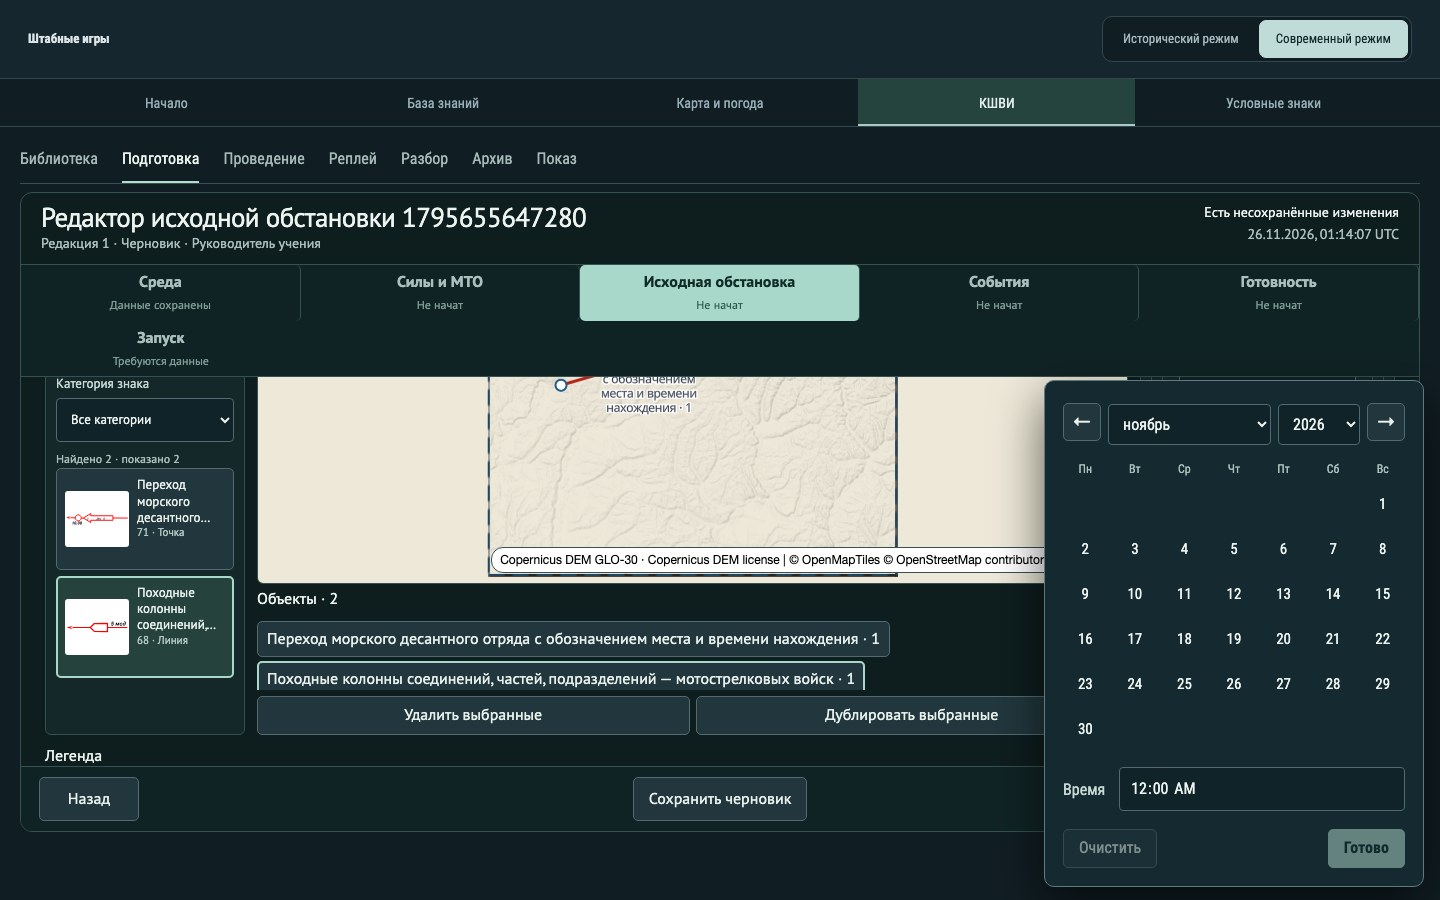 Штабные игры
Исторический режим
Современный режим
Начало
База знаний
Карта и погода
КШВИ
Условные знаки
Библиотека
Подготовка
Проведение
Реплей
Разбор
Архив
Показ
Редактор исходной обстановки 1795655647280
Редакция 1 · Черновик · Руководитель учения
Есть несохранённые изменения
26.11.2026, 01:14:07 UTC
Среда
Данные сохранены
Силы и МТО
Не начат
Исходная обстановка
Не начат
События
Не начат
Готовность
Не начат
Запуск
Требуются данные
Категория знака
Все категории
Найдено 2 · показано 2
Переход
морского
десантного...
71 · Точка
Походные
колонны
соединений,...
68 · Линия
с обозначением
места и времени
нахождения · 1
Copernicus DEM GLO-30 · Copernicus DEM license | © OpenMapTiles © OpenStreetMap contributor
Объекты · 2
Переход морского десантного отряда с обозначением места и времени нахождения · 1
Походные колонны соединений, частей, подразделений — мотострелковых войск · 1
Удалить выбранные
Дублировать выбранные
Легенда
Назад
Сохранить черновик
←
ноябрь
2026
→
Пн Вт Ср Чт Пт Сб Вс
1
2 3 4 5 6 7 8
9 10 11 12 13 14 15
16 17 18 19 20 21 22
23 24 25 26 27 28 29
30
Время
12:00 AM
Очистить
Готово